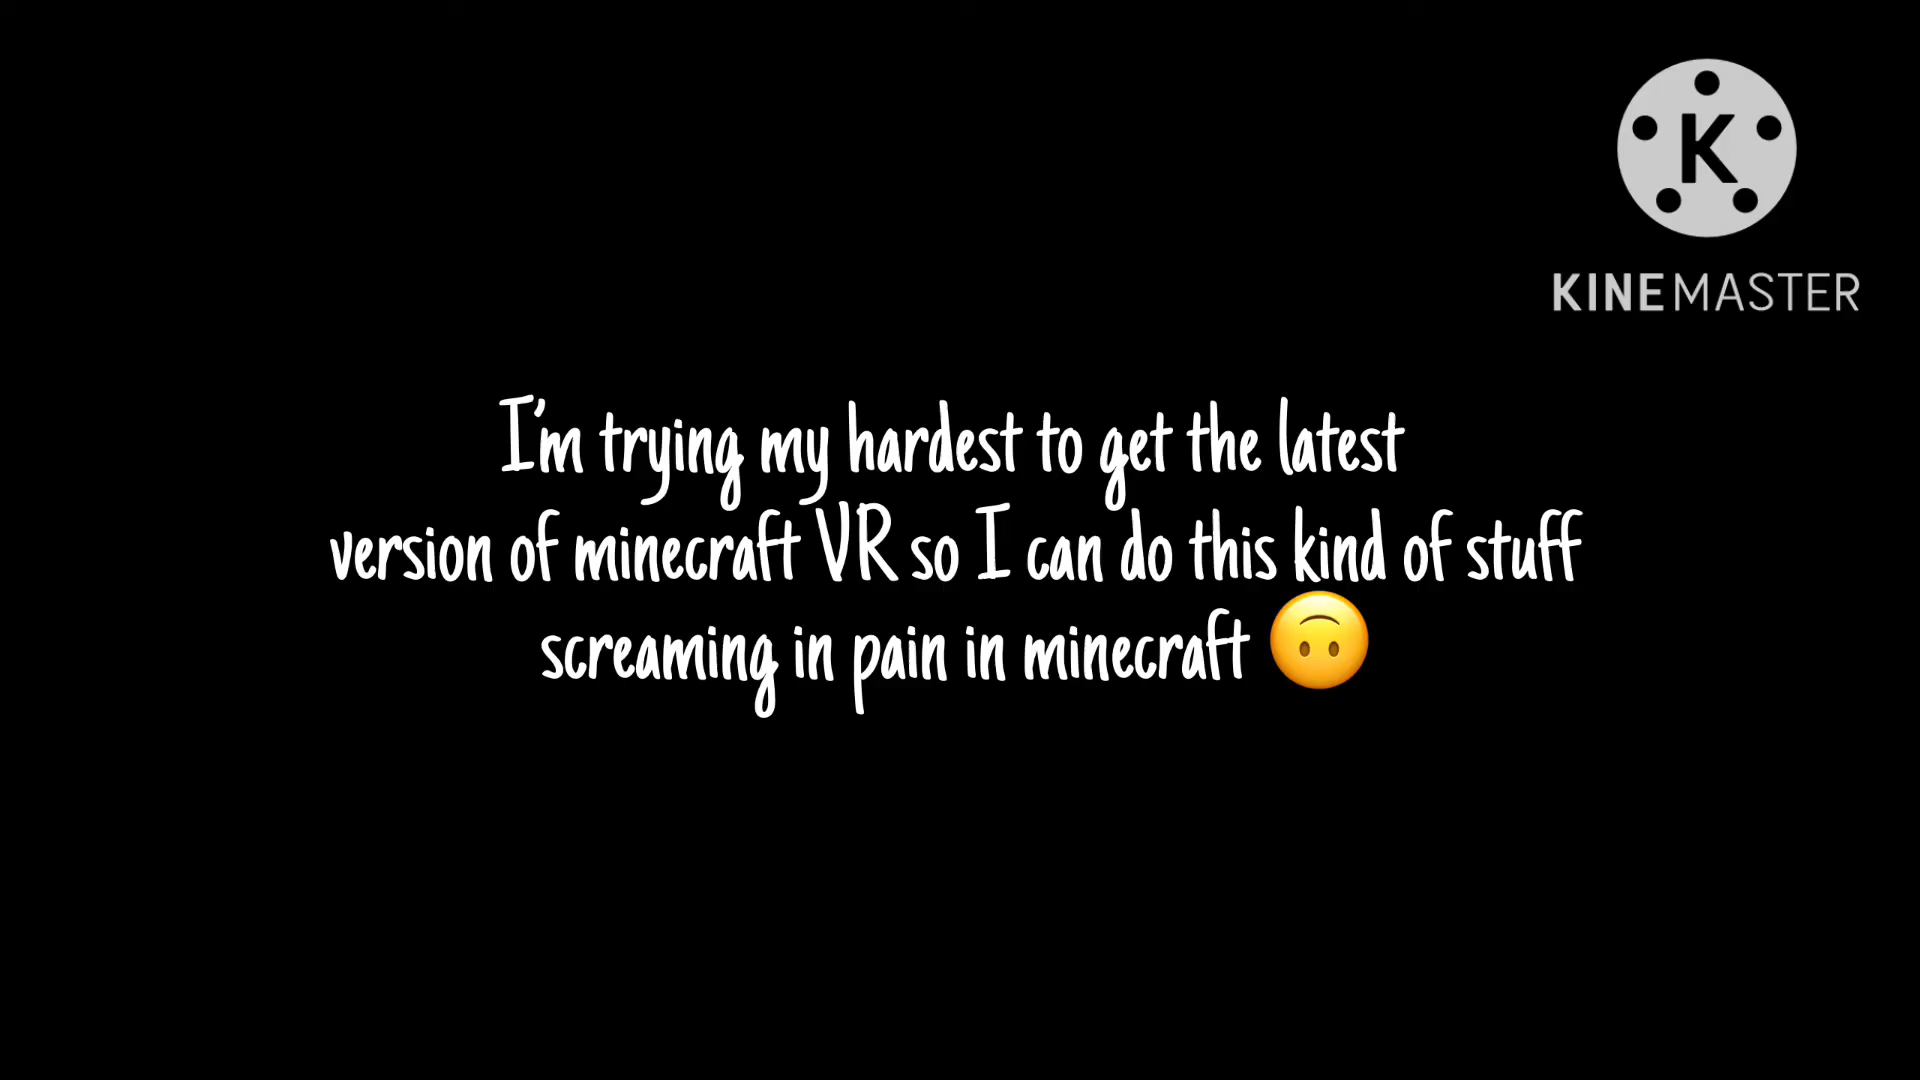 K
KINEMASTER
I'm trying my hardest to get the latest
version of minecraft VR so I can do this kind of stuff
screaming in pain in minecraft 🙃